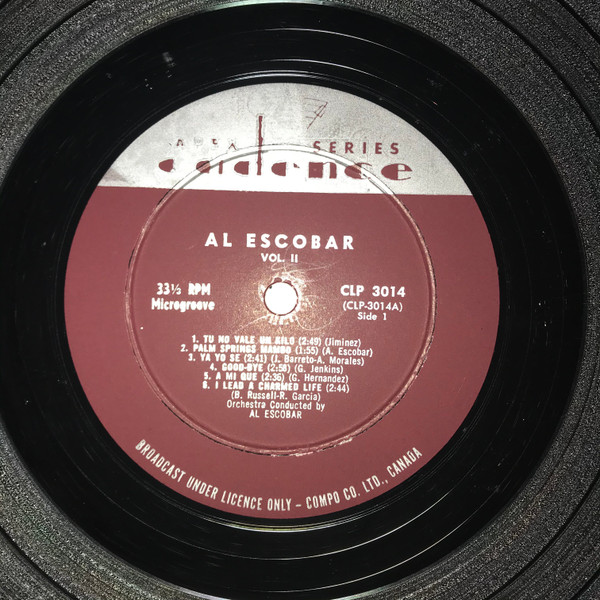 SERIES
cadence
AL ESCOBAR
VOL. II
33⅓ RPM
Microgroove
CLP 3014
(CLP-3014A)
Side 1
1. TU NO VALE UN KILO (2:49) (Jiminez)
2. PALM SPRINGS MAMBO (1:55) (A. Escobar)
3. YA YO SE (2:41) (J. Barreto-A. Morales)
4. GOOD-BYE (2:58) (G. Jenkins)
5. A MI QUE (2:36) (G. Hernandez)
6. I LEAD A CHARMED LIFE (2:44)
(B. Russell-R. Garcia)
Orchestra Conducted by
AL ESCOBAR
BROADCAST UNDER LICENCE ONLY – COMPO CO. LTD., CANADA